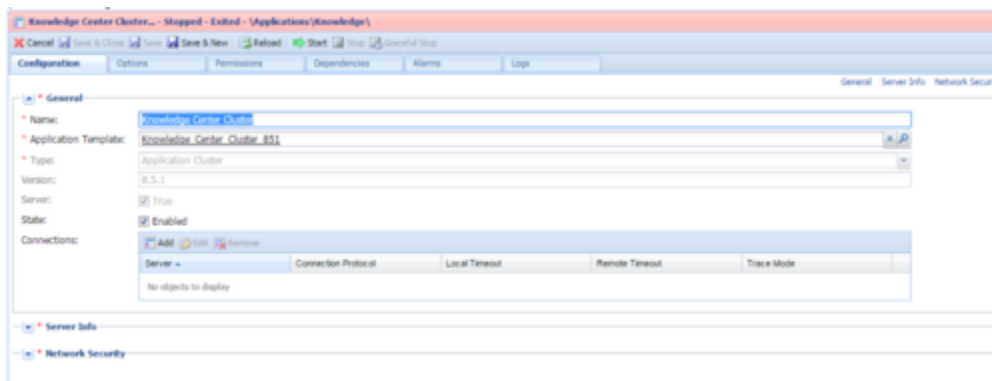 Knowledge Center Cluster... - Stopped - Exited - \Applications\Knowledge\
Cancel Save & Close Save Save & New Reload Start Stop Graceful Stop
Configuration Options Permissions Dependencies Alarms Logs
General Server Info Network Secur
* General
* Name: Knowledge Center Cluster
* Application Template: Knowledge_Center_Cluster_851
* Type: Application Cluster
Version: 8.5.1
Server: True
State: Enabled
Connections: Add Edit Remove
Server Connection Protocol Local Timeout Remote Timeout Trace Mode
No objects to display
* Server Info
* Network Security